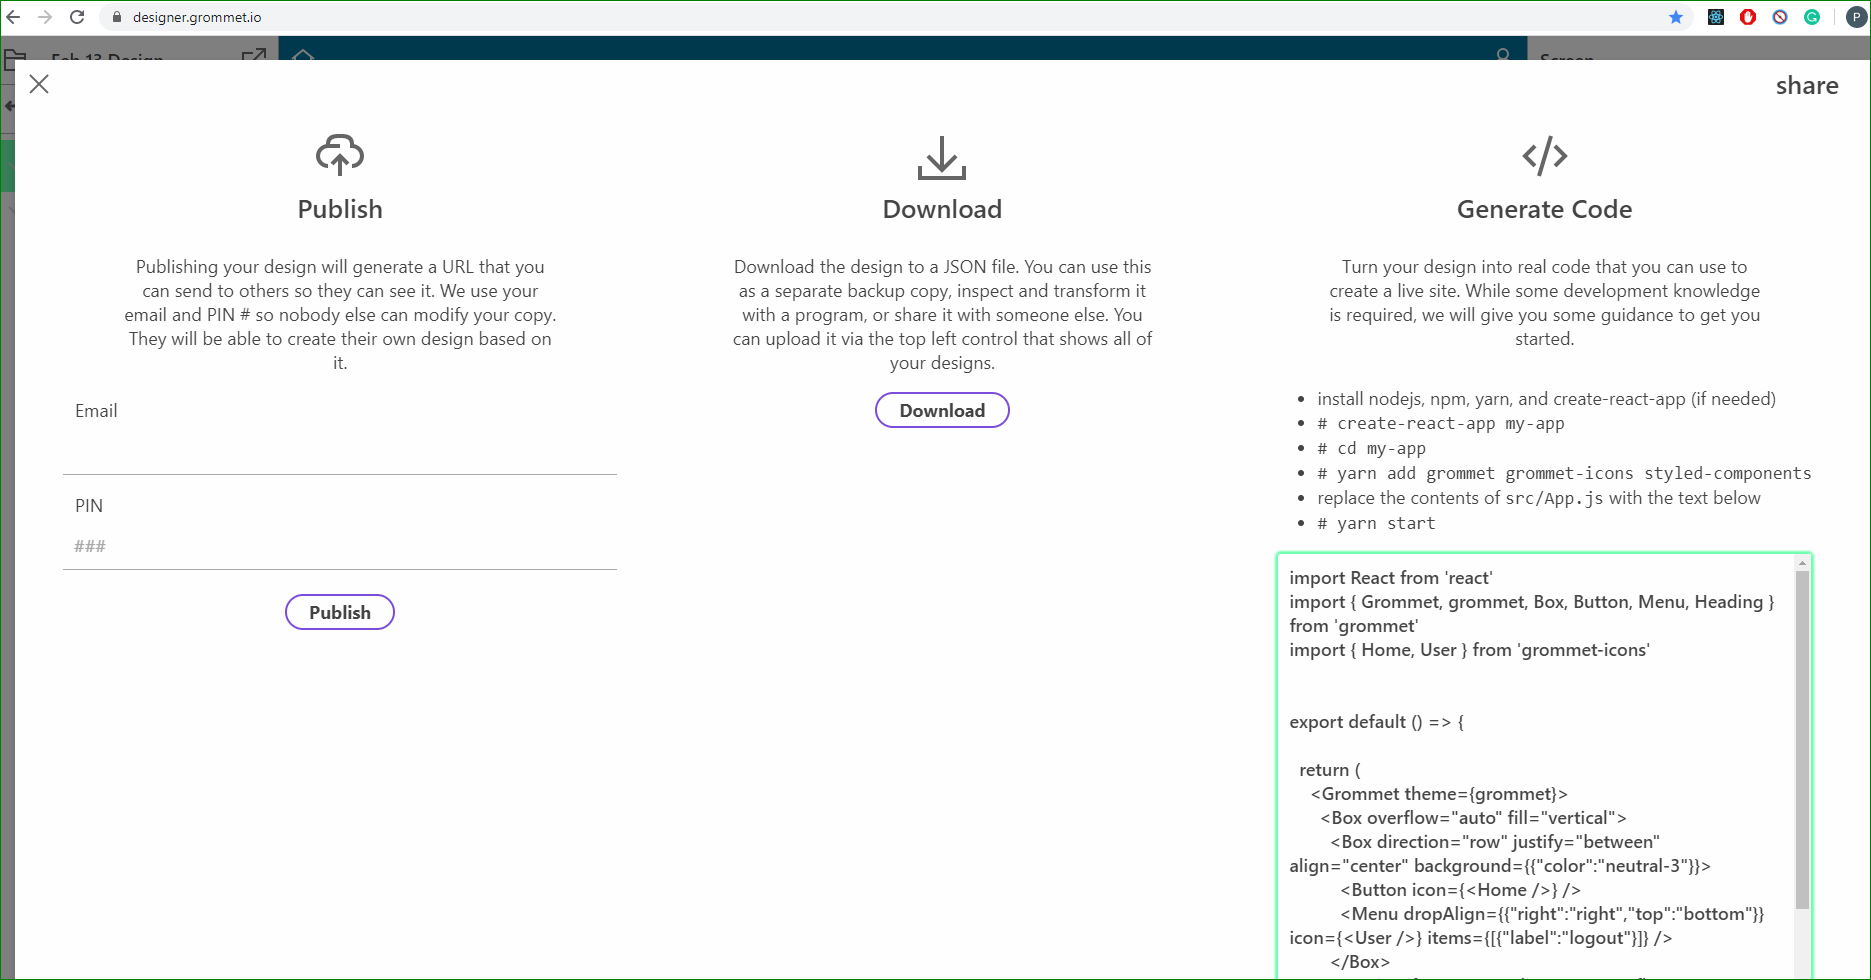 designer.grommet.io
P
Feb 13 Design
Screen
share
Publish
Publishing your design will generate a URL that you
can send to others so they can see it. We use your
email and PIN # so nobody else can modify your copy.
They will be able to create their own design based on
it.
Email
PIN
###
Publish
Download
Download the design to a JSON file. You can use this
as a separate backup copy, inspect and transform it
with a program, or share it with someone else. You
can upload it via the top left control that shows all of
your designs.
Download
Generate Code
Turn your design into real code that you can use to
create a live site. While some development knowledge
is required, we will give you some guidance to get you
started.
install nodejs, npm, yarn, and create-react-app (if needed)
# create-react-app my-app
# cd my-app
# yarn add grommet grommet-icons styled-components
replace the contents of src/App.js with the text below
# yarn start
import React from 'react'
import { Grommet, grommet, Box, Button, Menu, Heading }
from 'grommet'
import { Home, User } from 'grommet-icons'
export default () => {
return (
<Grommet theme={grommet}>
<Box overflow="auto" fill="vertical">
<Box direction="row" justify="between"
align="center" background={{"color":"neutral-3"}}>
<Button icon={<Home />} />
<Menu dropAlign={{"right":"right","top":"bottom"}}
icon={<User />} items={[{"label":"logout"}]} />
</Box>